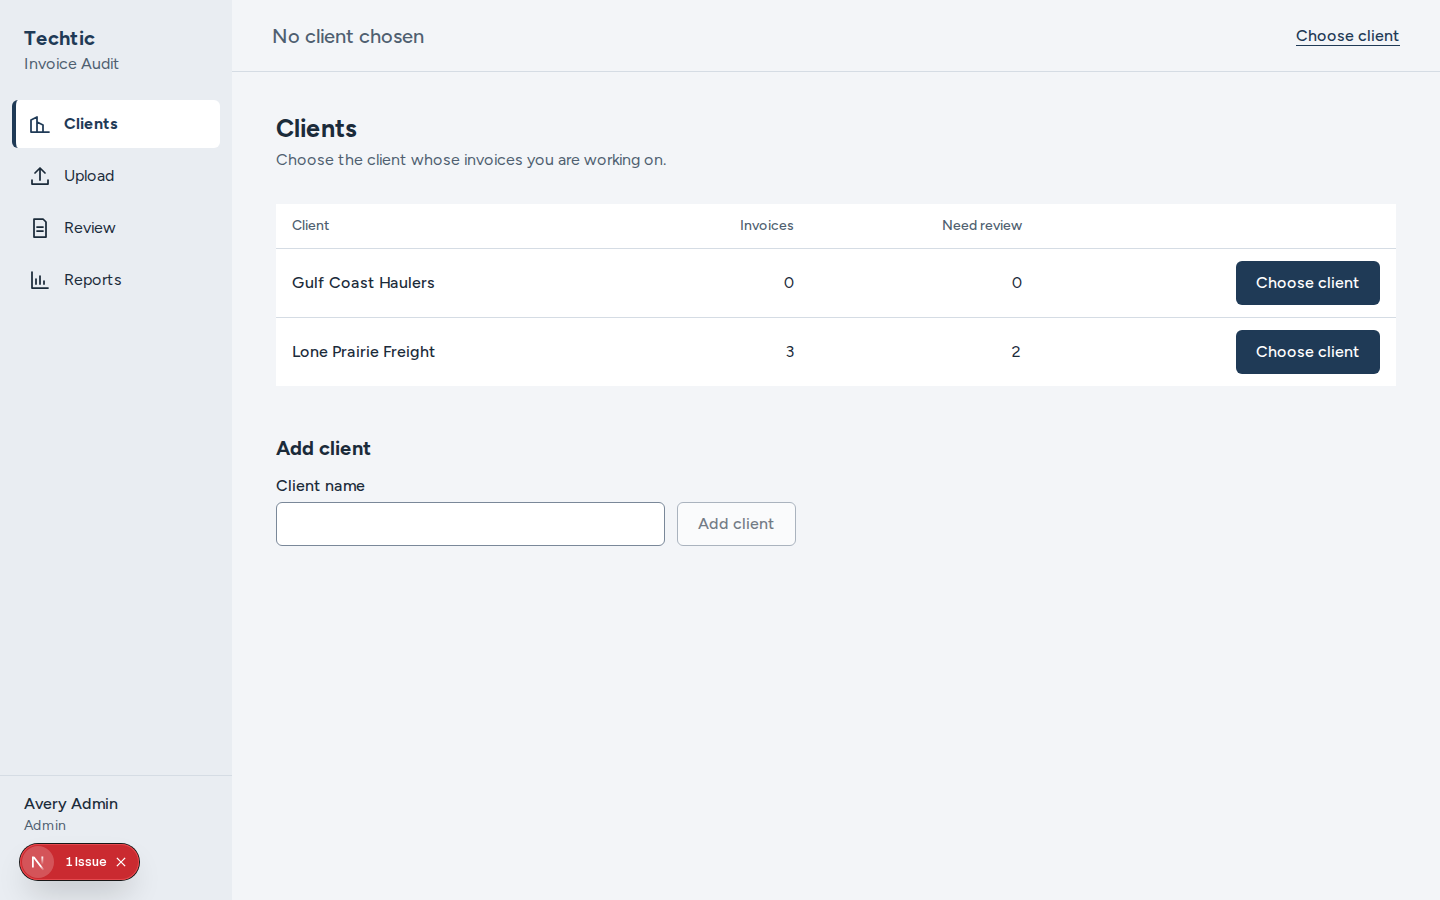 Techtic
Invoice Audit
Clients
Upload
Review
Reports
Avery Admin
Admin
1 Issue
No client chosen
Choose client
Clients
Choose the client whose invoices you are working on.
Client Invoices Need review
Gulf Coast Haulers 0 0 Choose client
Lone Prairie Freight 3 2 Choose client
Add client
Client name
Add client